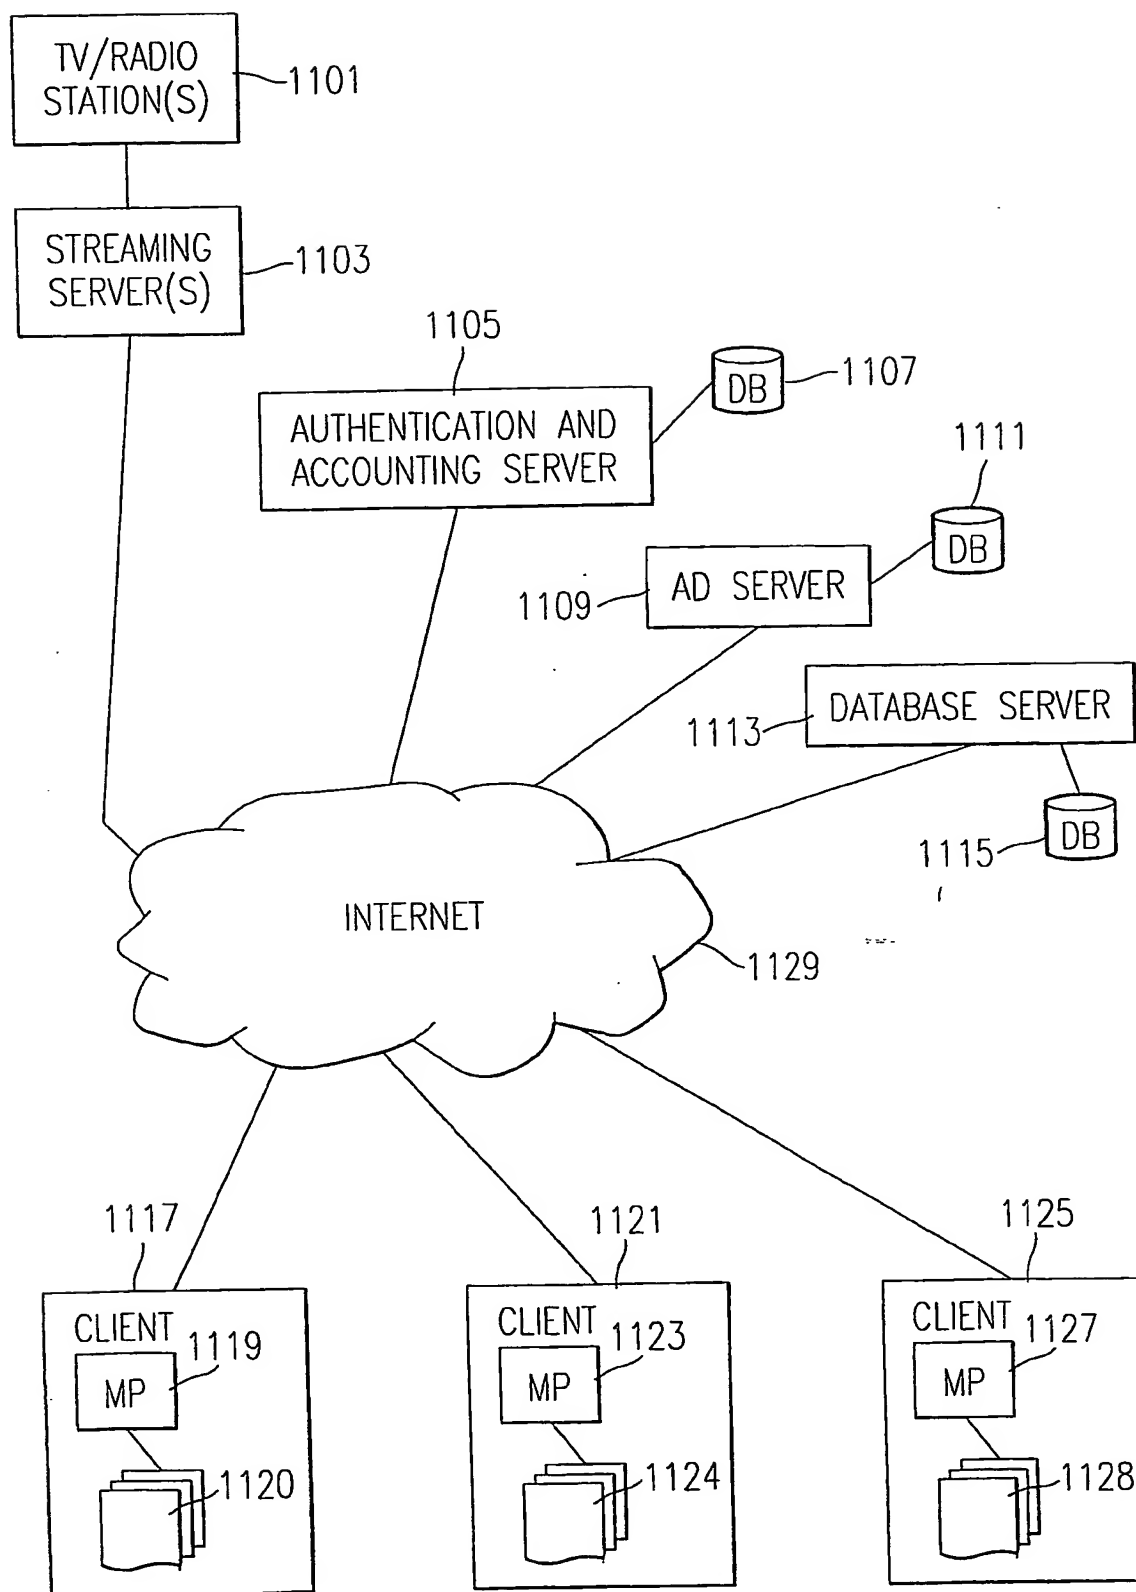 TV/RADIO
STATION(S)
1101
STREAMING
SERVER(S)
1103
1105
AUTHENTICATION AND
ACCOUNTING SERVER
DB
1107
1111
DB
AD SERVER
1109
DATABASE SERVER
1113
DB
1115
INTERNET
1129
1117
1121
1125
CLIENT
1119
MP
1120
CLIENT
1123
MP
1124
CLIENT
1127
MP
1128